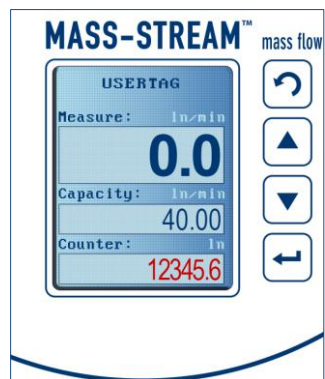 MASS-STREAM™ mass flow
USERTAG
Measure: ln/min
0.0
Capacity: ln/min
40.00
Counter: ln
12345.6